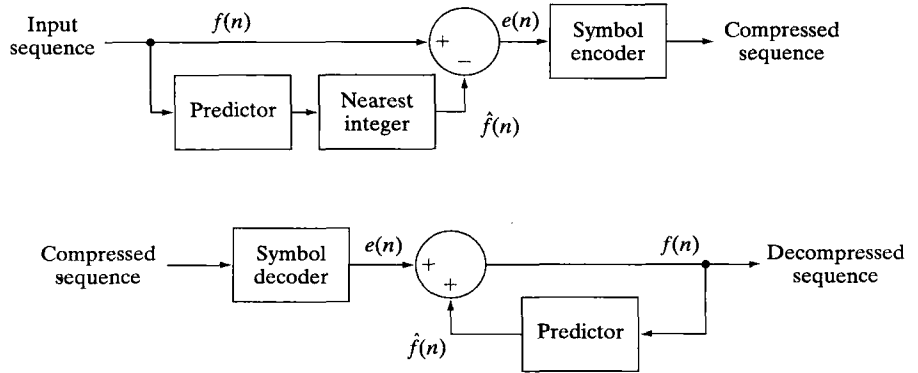 Input
sequence
f(n)
+
−
e(n)
Symbol
encoder
Compressed
sequence
Predictor
Nearest
integer
f̂(n)
Compressed
sequence
Symbol
decoder
e(n)
+
+
f(n)
Decompressed
sequence
f̂(n)
Predictor